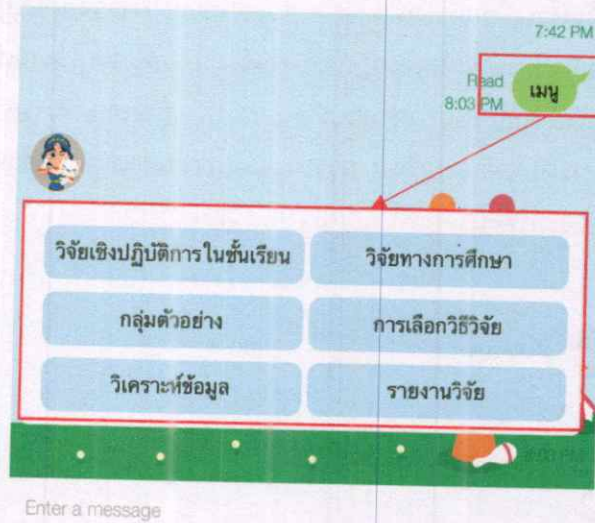 7:42 PM
Read
8:03 PM
เมนู
วิจัยเชิงปฏิบัติการในชั้นเรียน
วิจัยทางการศึกษา
กลุ่มตัวอย่าง
การเลือกวิธีวิจัย
วิเคราะห์ข้อมูล
รายงานวิจัย
8:03 PM
Enter a message